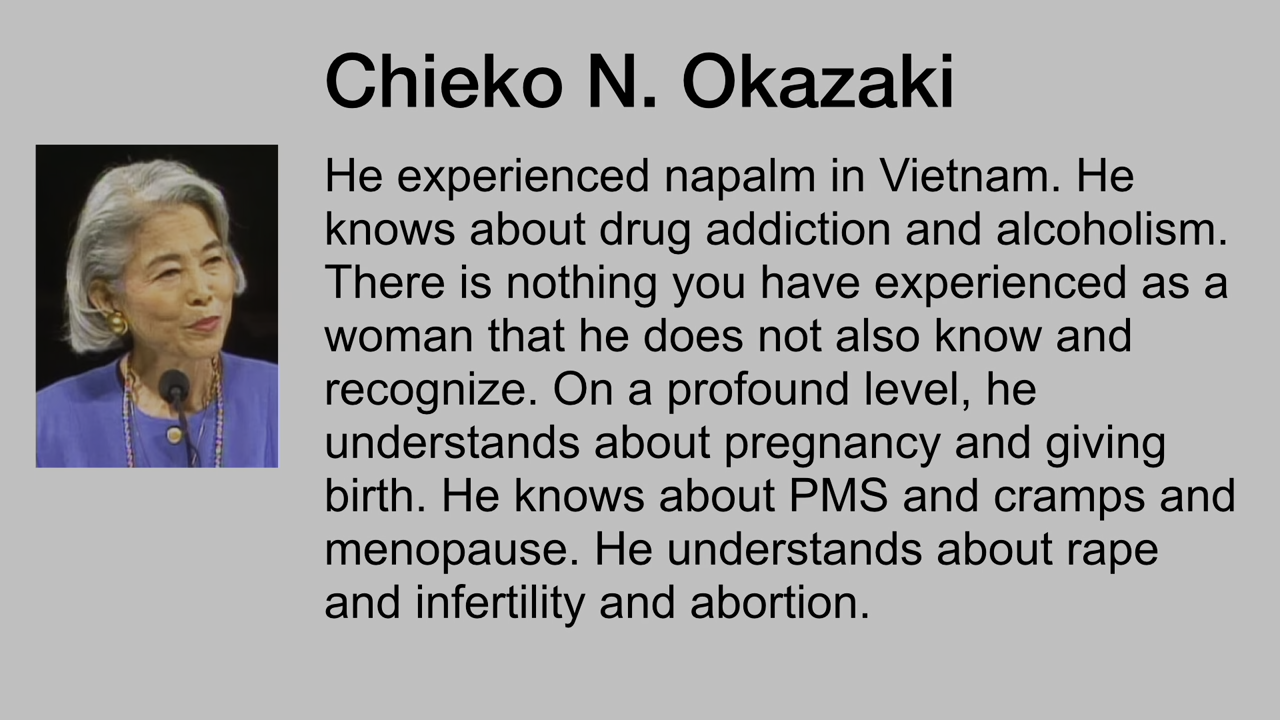 Chieko N. Okazaki
He experienced napalm in Vietnam. He
knows about drug addiction and alcoholism.
There is nothing you have experienced as a
woman that he does not also know and
recognize. On a profound level, he
understands about pregnancy and giving
birth. He knows about PMS and cramps and
menopause. He understands about rape
and infertility and abortion.